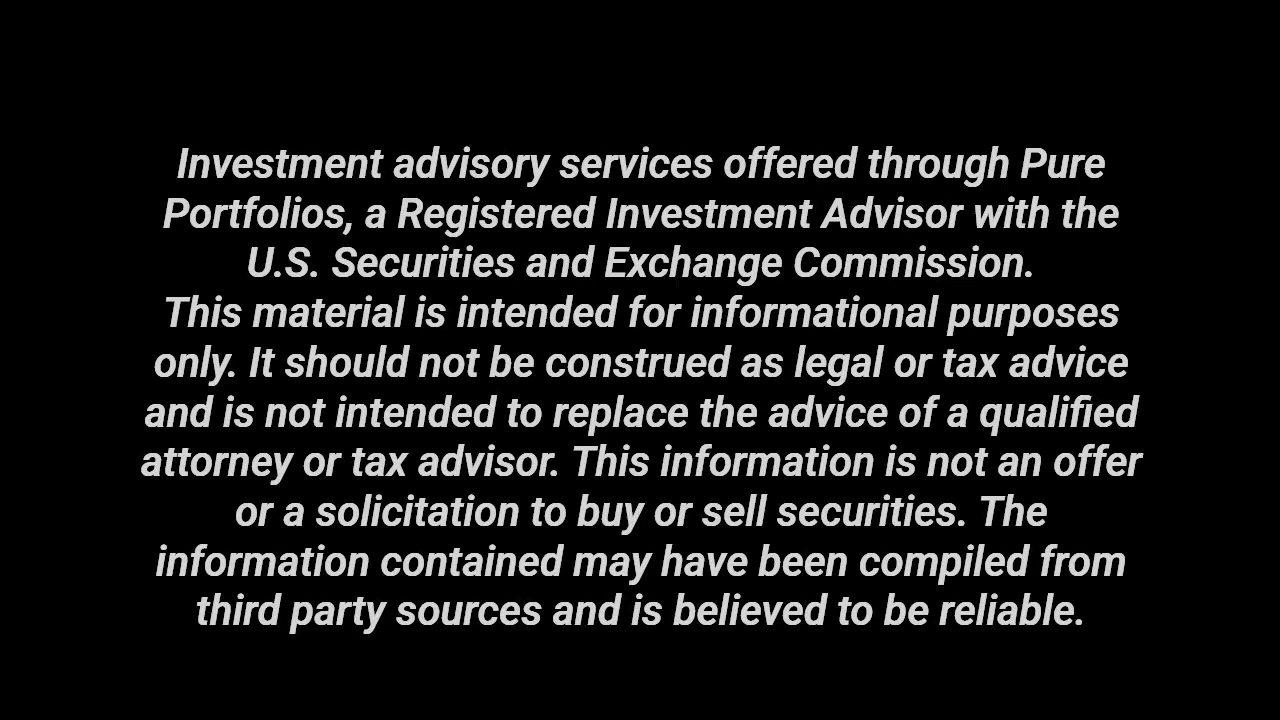 Investment advisory services offered through Pure
Portfolios, a Registered Investment Advisor with the
U.S. Securities and Exchange Commission.
This material is intended for informational purposes
only. It should not be construed as legal or tax advice
and is not intended to replace the advice of a qualified
attorney or tax advisor. This information is not an offer
or a solicitation to buy or sell securities. The
information contained may have been compiled from
third party sources and is believed to be reliable.